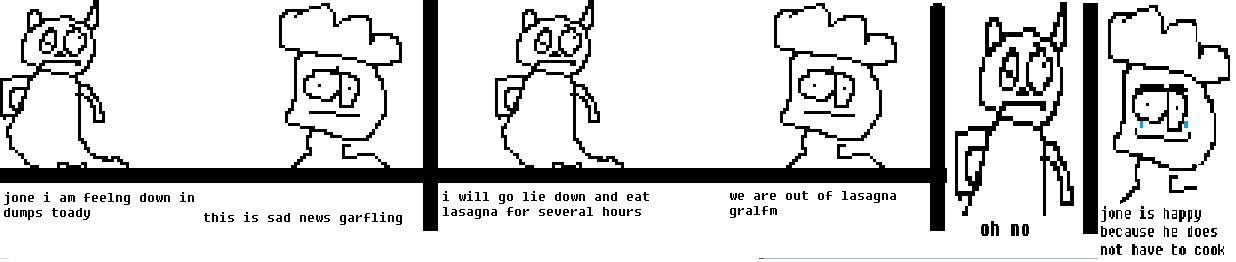 jone i am feelng down in
dumps toady
this is sad news garfling
i will go lie down and eat
lasagna for several hours
we are out of lasagna
gralfm
oh no
jone is happy
because he does
not have to cook